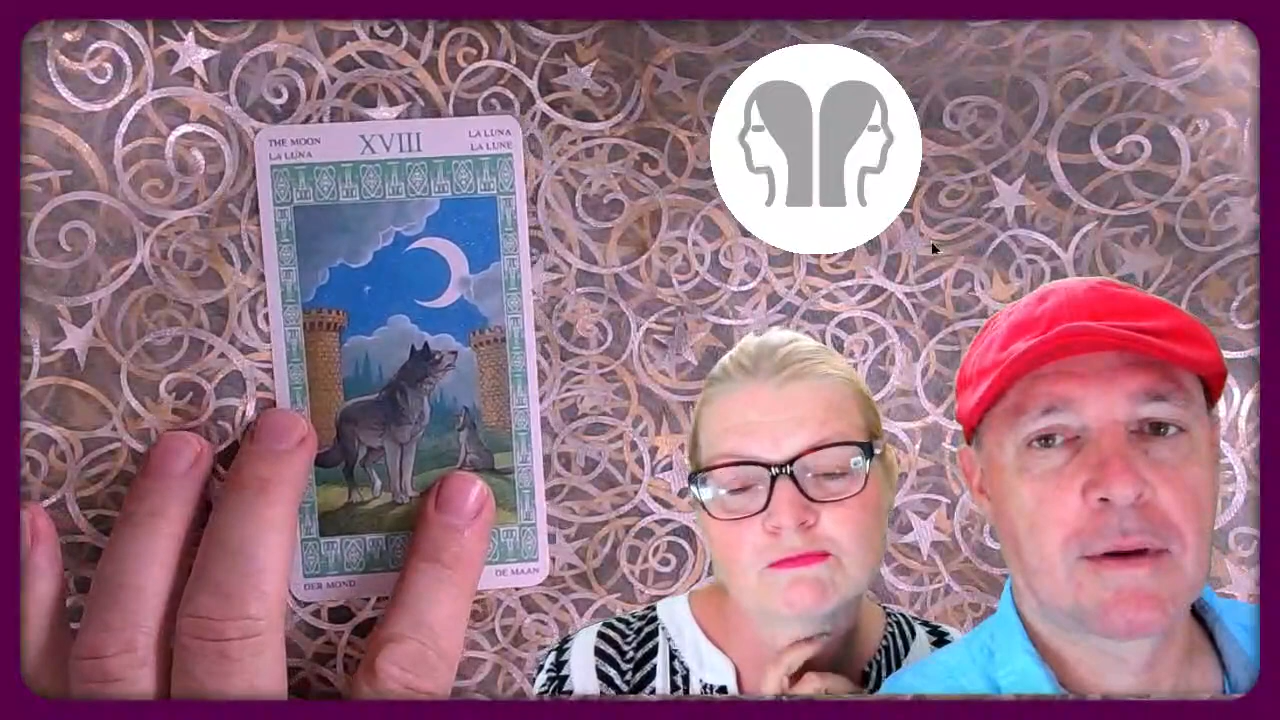 THE MOON
LA LUNA
XVIII
LA LUNA
LA LUNE
DER MOND
DE MAAN